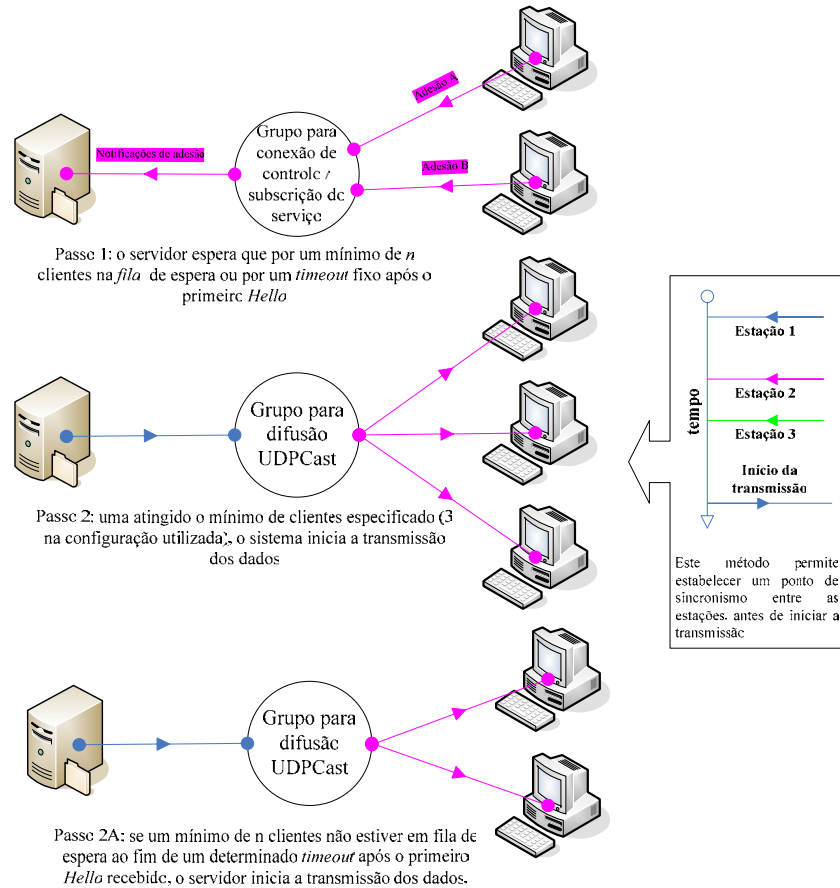 Adesão A
Notificações de adesão
Adesão B
Grupo para
conexão de
controle /
subscrição do
serviço
Passo 1: o servidor espera que por um mínimo de n
clientes na fila de espera ou por um timeout fixo após o
primeiro Hello
Grupo para
difusão
UDPCast
Passo 2: uma atingido o mínimo de clientes especificado (3
na configuração utilizada), o sistema inicia a transmissão
dos dados
tempo
Estação 1
Estação 2
Estação 3
Início da
transmissão
Este método permite
estabelecer um ponto de
sincronismo entre as
estações, antes de iniciar a
transmissão
Grupo para
difusão
UDPCast
Passo 2A: se um mínimo de n clientes não estiver em fila de
espera ao fim de um determinado timeout após o primeiro
Hello recebido, o servidor inicia a transmissão dos dados.